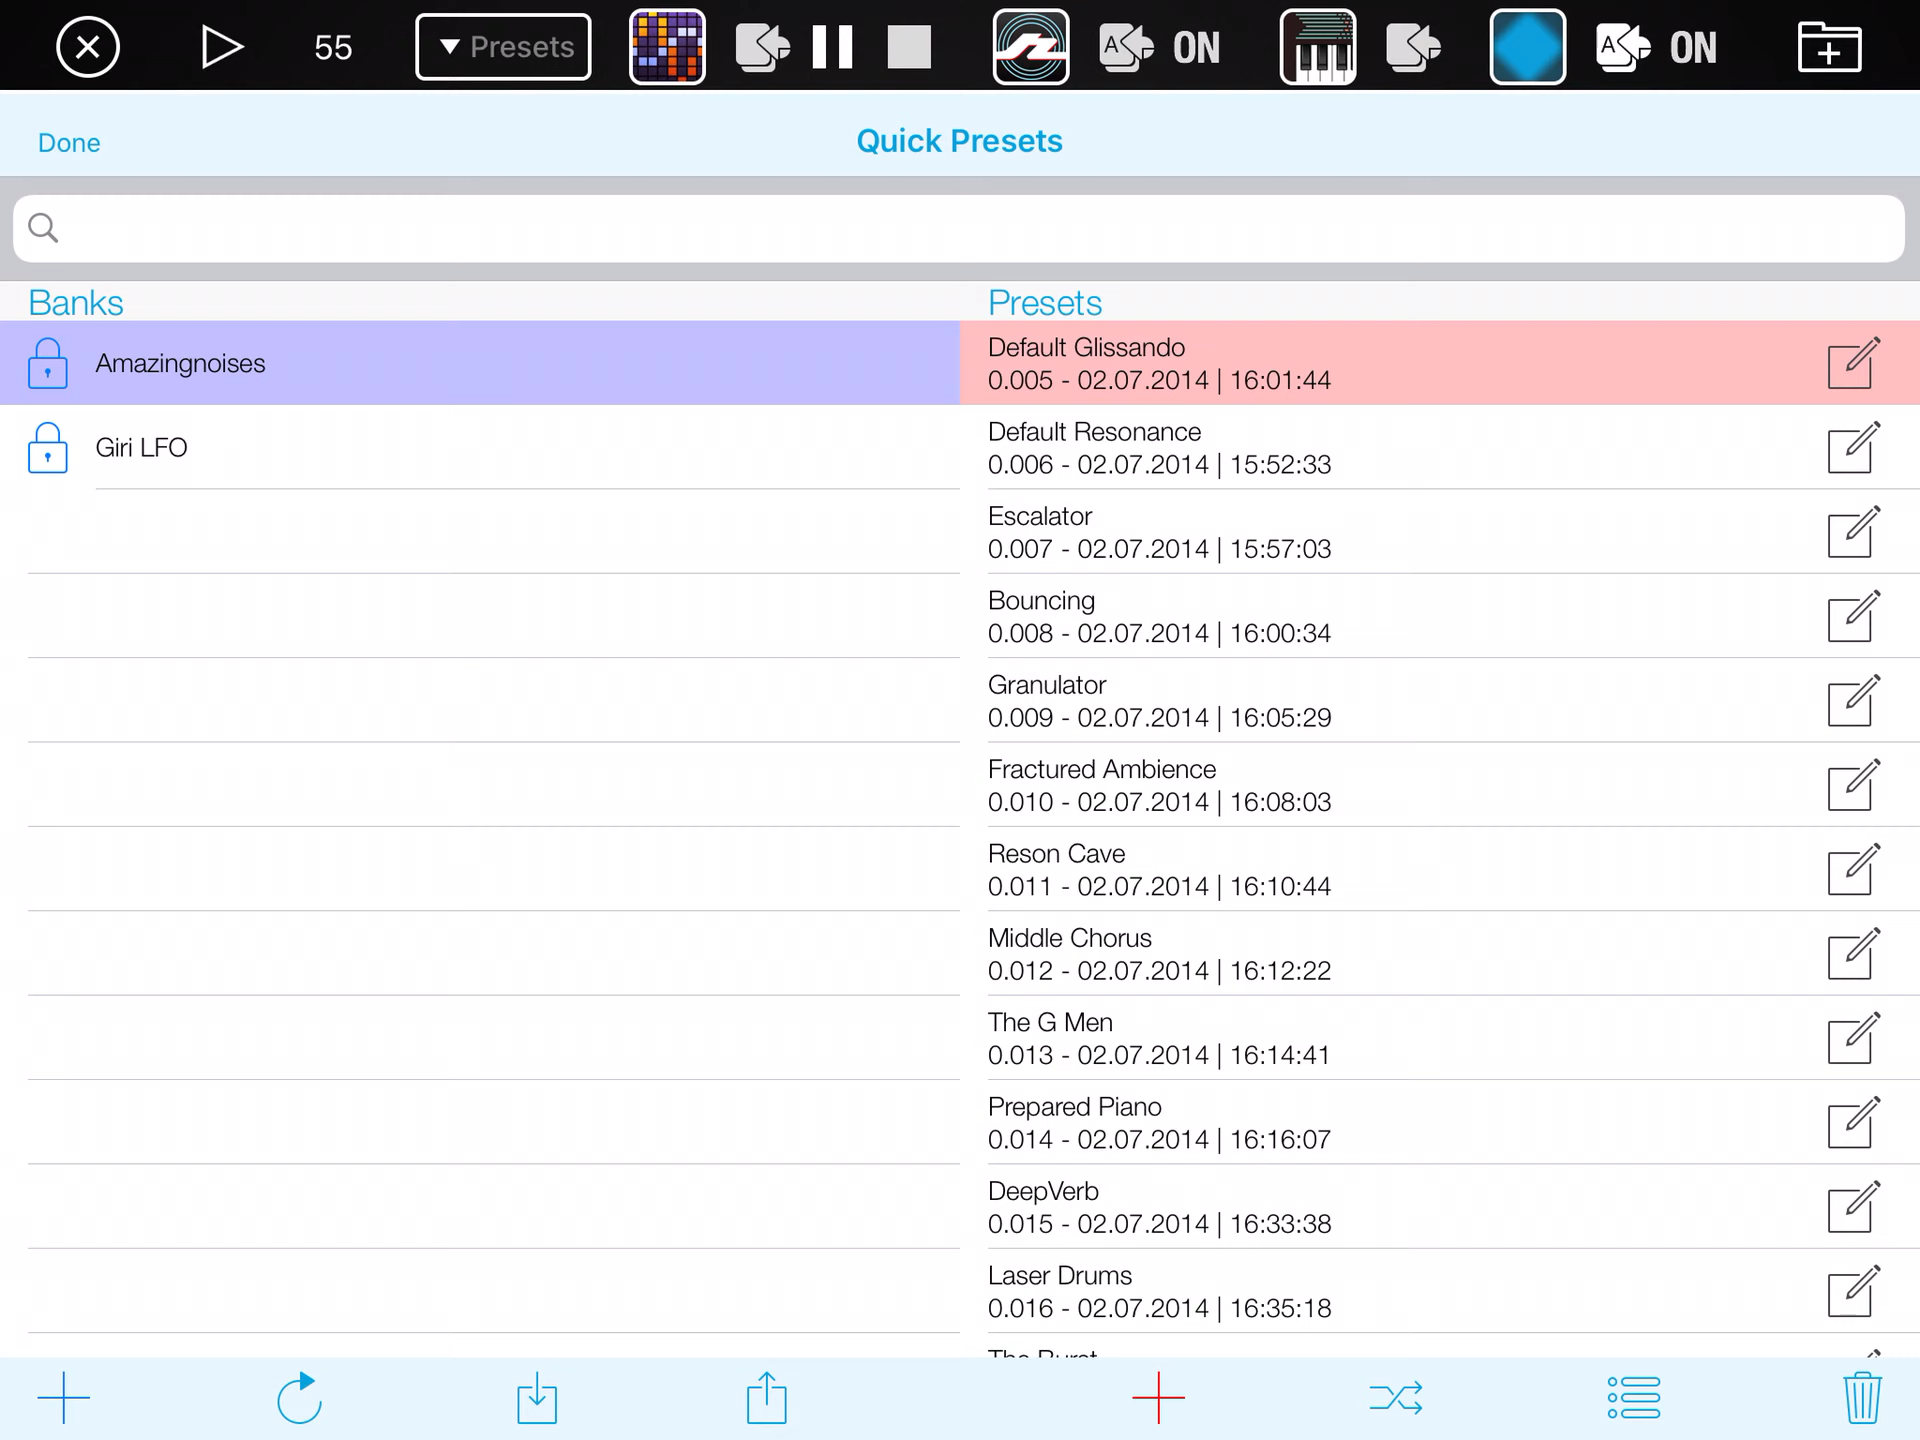 55
▼ Presets
A
ON
A
ON
Done
Quick Presets
Banks
Presets
Amazingnoises
Default Glissando
0.005 - 02.07.2014 | 16:01:44
Giri LFO
Default Resonance
0.006 - 02.07.2014 | 15:52:33
Escalator
0.007 - 02.07.2014 | 15:57:03
Bouncing
0.008 - 02.07.2014 | 16:00:34
Granulator
0.009 - 02.07.2014 | 16:05:29
Fractured Ambience
0.010 - 02.07.2014 | 16:08:03
Reson Cave
0.011 - 02.07.2014 | 16:10:44
Middle Chorus
0.012 - 02.07.2014 | 16:12:22
The G Men
0.013 - 02.07.2014 | 16:14:41
Prepared Piano
0.014 - 02.07.2014 | 16:16:07
DeepVerb
0.015 - 02.07.2014 | 16:33:38
Laser Drums
0.016 - 02.07.2014 | 16:35:18